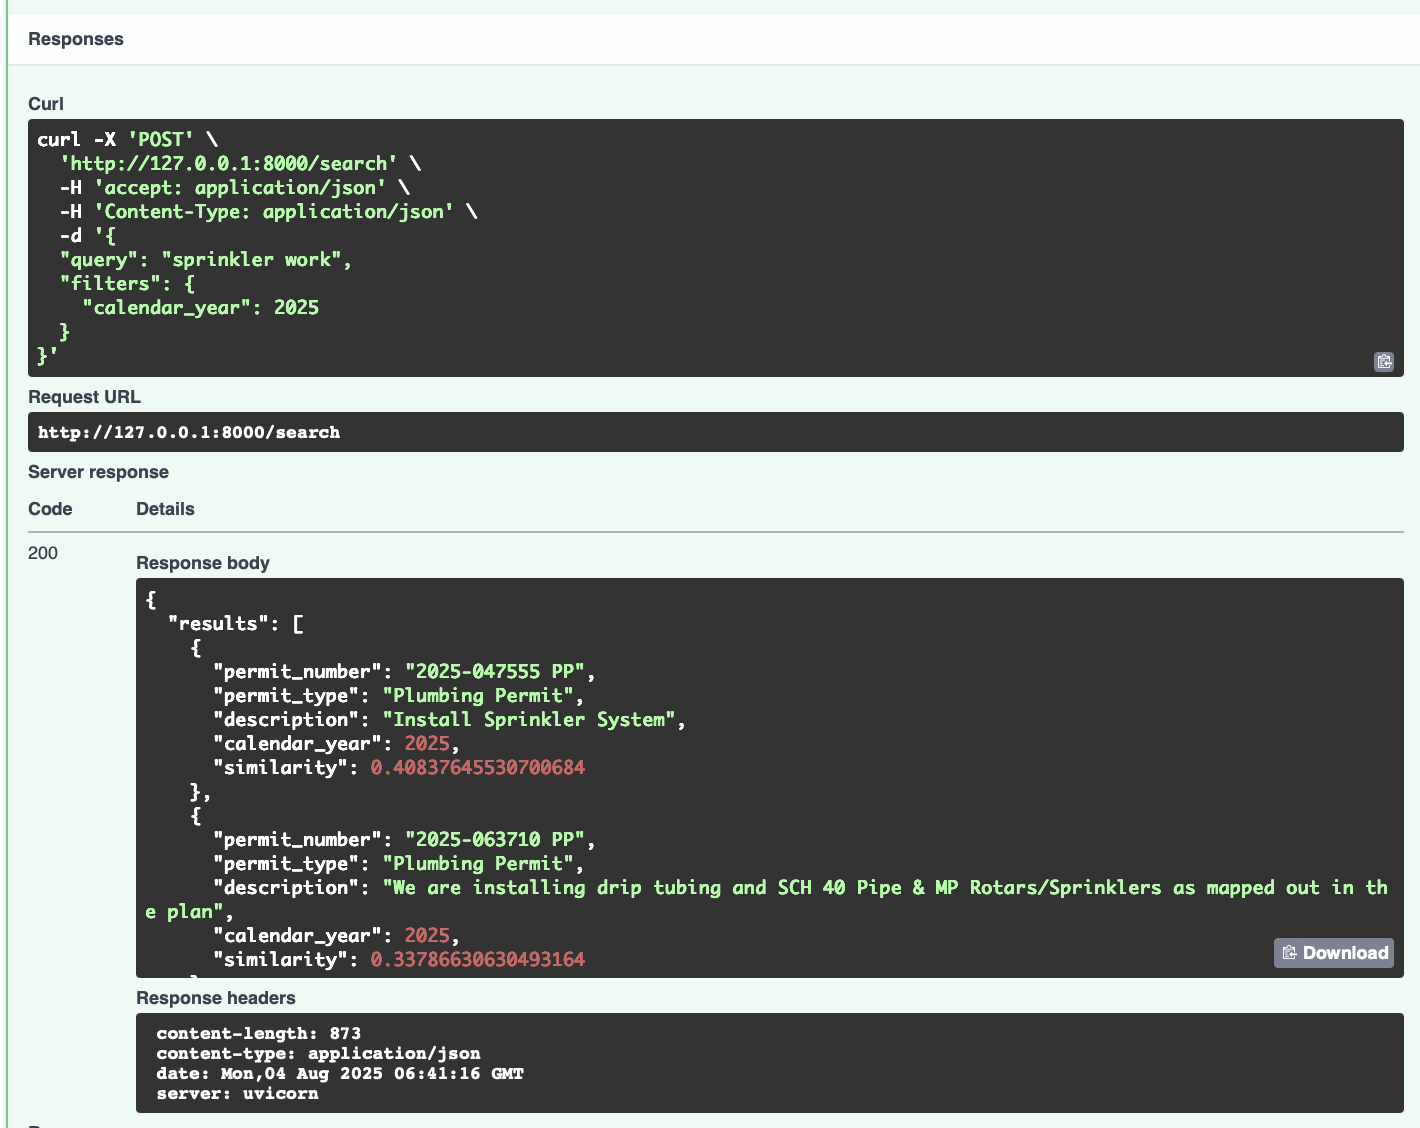 Responses
Curl
curl -X 'POST' \
  'http://127.0.0.1:8000/search' \
  -H 'accept: application/json' \
  -H 'Content-Type: application/json' \
  -d '{
  "query": "sprinkler work",
  "filters": {
    "calendar_year": 2025
  }
}'
Request URL
http://127.0.0.1:8000/search
Server response
Code Details
200
Response body
{
  "results": [
    {
      "permit_number": "2025-047555 PP",
      "permit_type": "Plumbing Permit",
      "description": "Install Sprinkler System",
      "calendar_year": 2025,
      "similarity": 0.40837645530700684
    },
    {
      "permit_number": "2025-063710 PP",
      "permit_type": "Plumbing Permit",
      "description": "We are installing drip tubing and SCH 40 Pipe & MP Rotars/Sprinklers as mapped out in th
e plan",
      "calendar_year": 2025,
      "similarity": 0.33786630630493164
Download
Response headers
content-length: 873
content-type: application/json
date: Mon,04 Aug 2025 06:41:16 GMT
server: uvicorn